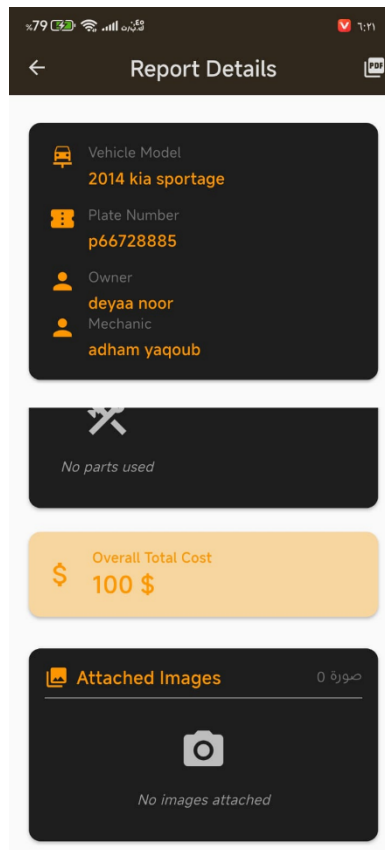 %79
٦:٢١
Report Details
PDF
Vehicle Model
2014 kia sportage
Plate Number
p66728885
Owner
deyaa noor
Mechanic
adham yaqoub
No parts used
Overall Total Cost
100 $
Attached Images
0 صورة
No images attached